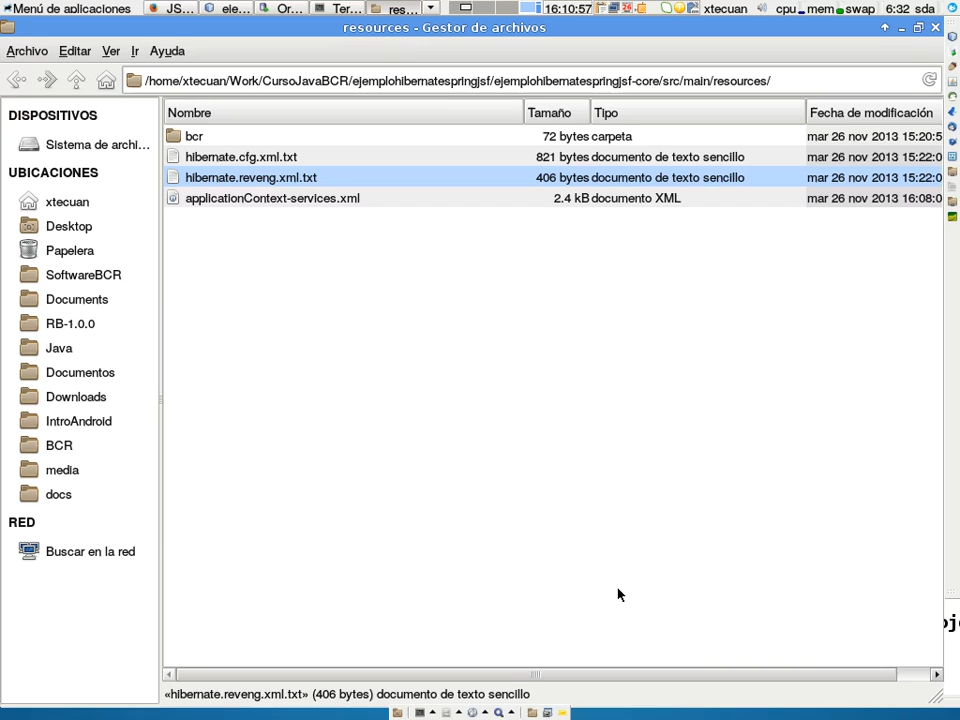 Menú de aplicaciones JS... ele... Or... Ter... res... 16:10:57 xtecuan cpu mem swap 6:32 sda
resources - Gestor de archivos
Archivo Editar Ver Ir Ayuda
/home/xtecuan/Work/CursoJavaBCR/ejemplohibernatespringjsf/ejemplohibernatespringjsf-core/src/main/resources/
DISPOSITIVOS
Sistema de archi...
UBICACIONES
xtecuan
Desktop
Papelera
SoftwareBCR
Documents
RB-1.0.0
Java
Documentos
Downloads
IntroAndroid
BCR
media
docs
RED
Buscar en la red
Nombre Tamaño Tipo Fecha de modificación
bcr 72 bytes carpeta mar 26 nov 2013 15:20:5
hibernate.cfg.xml.txt 821 bytes documento de texto sencillo mar 26 nov 2013 15:22:0
hibernate.reveng.xml.txt 406 bytes documento de texto sencillo mar 26 nov 2013 15:22:0
applicationContext-services.xml 2.4 kB documento XML mar 26 nov 2013 16:08:0
«hibernate.reveng.xml.txt» (406 bytes) documento de texto sencillo